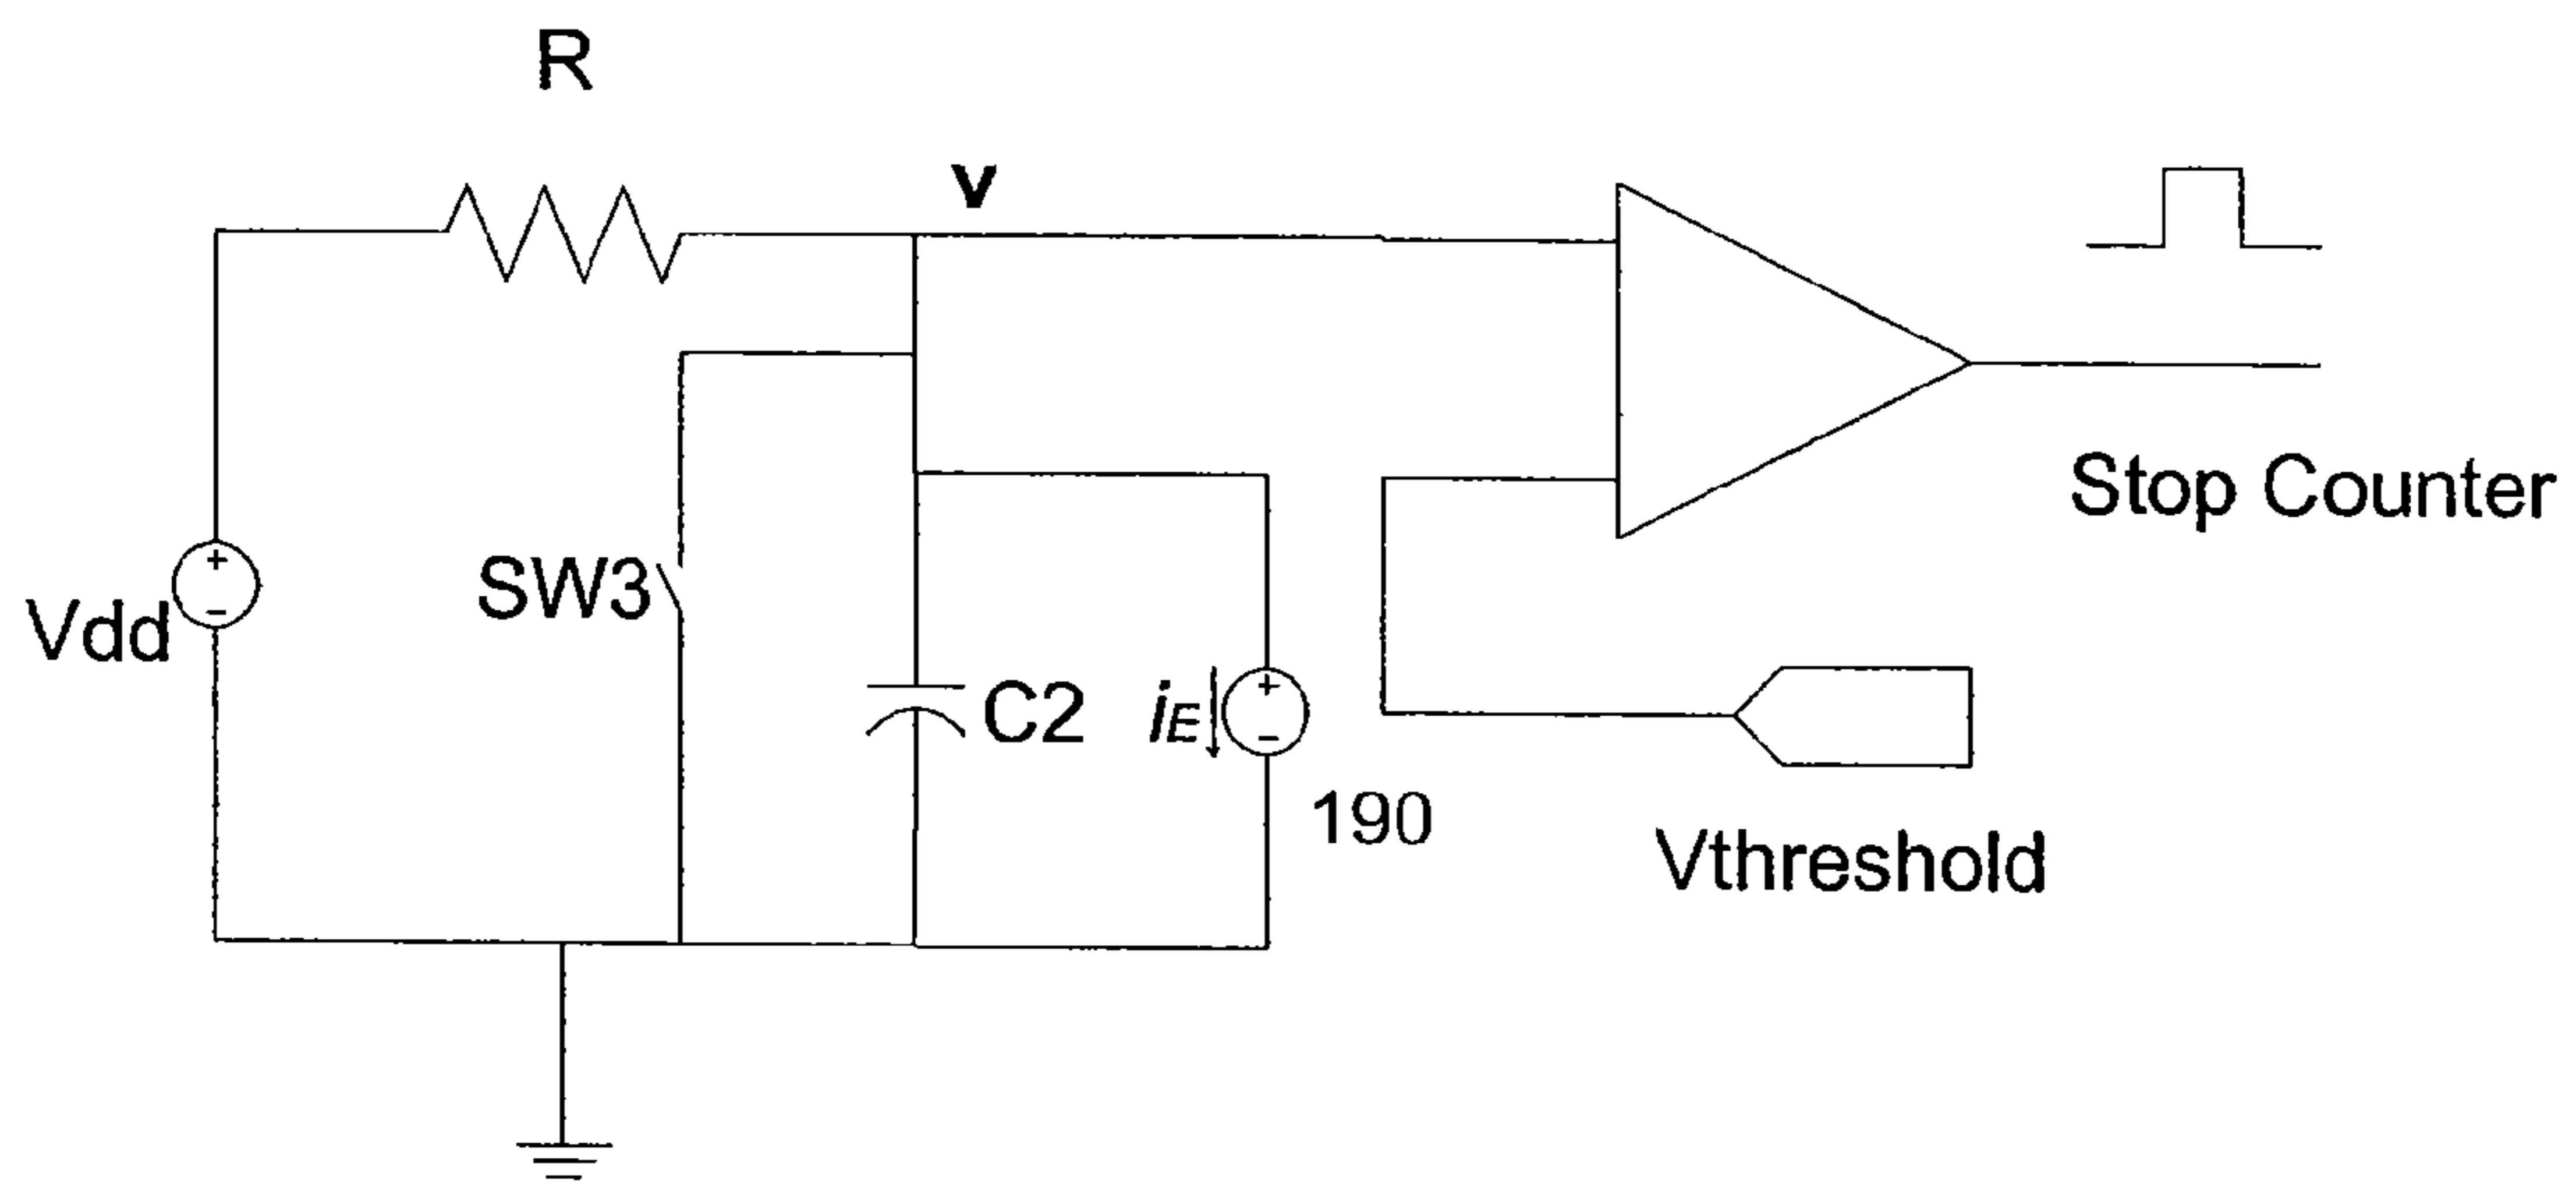 R
v
Stop Counter
SW3
Vdd
+
-
C2
iE
+
-
190
Vthreshold